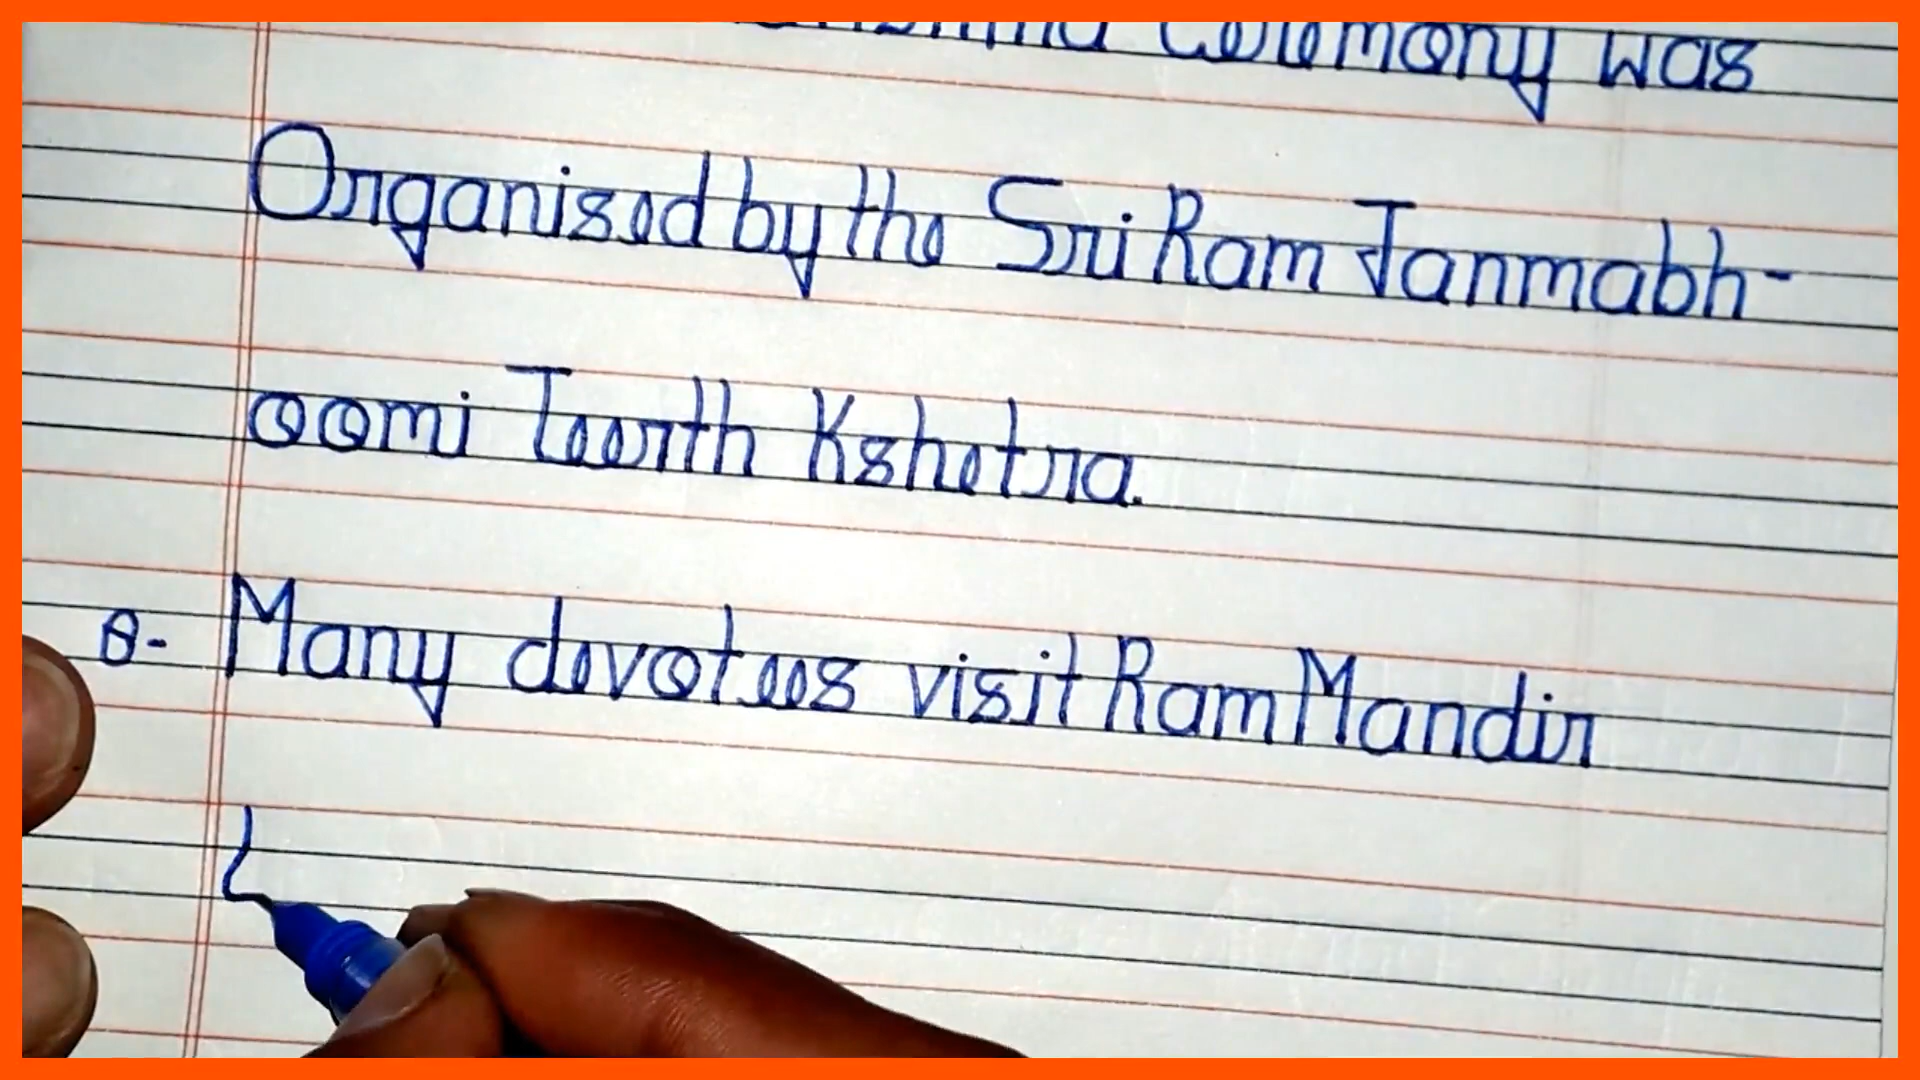 Ceremony was
Organised by the Sri Ram Janmabh-
oomi Teerth Kshetra.
8- Many devotees visit Ram Mandir